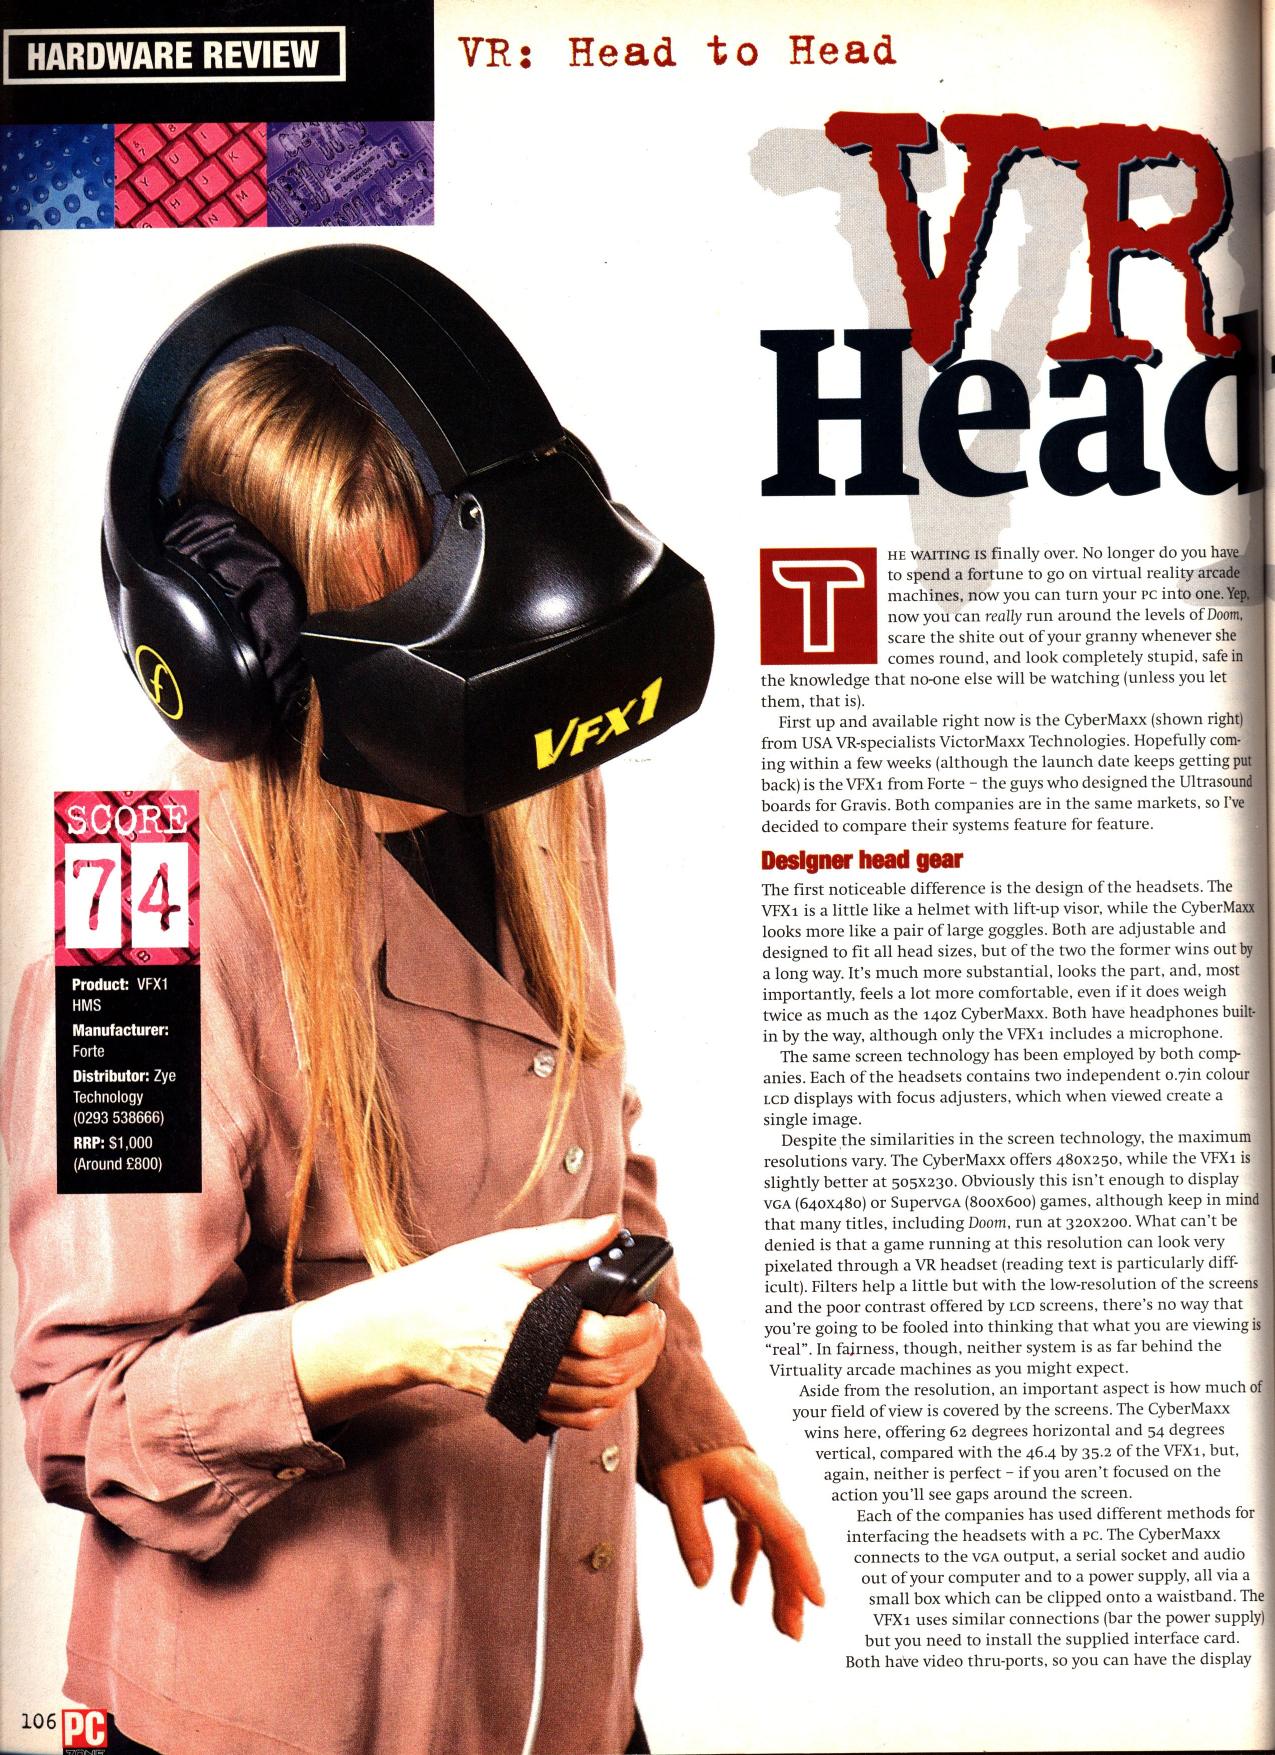 HARDWARE REVIEW
VR: Head to Head
VR
Head
THE WAITING IS finally over. No longer do you have
to spend a fortune to go on virtual reality arcade
machines, now you can turn your PC into one. Yep,
now you can really run around the levels of Doom,
scare the shite out of your granny whenever she
comes round, and look completely stupid, safe in
the knowledge that no-one else will be watching (unless you let
them, that is).
First up and available right now is the CyberMaxx (shown right)
from USA VR-specialists VictorMaxx Technologies. Hopefully com-
ing within a few weeks (although the launch date keeps getting put
back) is the VFX1 from Forte – the guys who designed the Ultrasound
boards for Gravis. Both companies are in the same markets, so I've
decided to compare their systems feature for feature.
Designer head gear
The first noticeable difference is the design of the headsets. The
VFX1 is a little like a helmet with lift-up visor, while the CyberMaxx
looks more like a pair of large goggles. Both are adjustable and
designed to fit all head sizes, but of the two the former wins out by
a long way. It's much more substantial, looks the part, and, most
importantly, feels a lot more comfortable, even if it does weigh
twice as much as the 14oz CyberMaxx. Both have headphones built-
in by the way, although only the VFX1 includes a microphone.
The same screen technology has been employed by both comp-
anies. Each of the headsets contains two independent 0.7in colour
LCD displays with focus adjusters, which when viewed create a
single image.
Despite the similarities in the screen technology, the maximum
resolutions vary. The CyberMaxx offers 480x250, while the VFX1 is
slightly better at 505x230. Obviously this isn't enough to display
VGA (640x480) or SuperVGA (800x600) games, although keep in mind
that many titles, including Doom, run at 320x200. What can't be
denied is that a game running at this resolution can look very
pixelated through a VR headset (reading text is particularly diff-
icult). Filters help a little but with the low-resolution of the screens
and the poor contrast offered by LCD screens, there's no way that
you're going to be fooled into thinking that what you are viewing is
"real". In fairness, though, neither system is as far behind the
Virtuality arcade machines as you might expect.
Aside from the resolution, an important aspect is how much of
your field of view is covered by the screens. The CyberMaxx
wins here, offering 62 degrees horizontal and 54 degrees
vertical, compared with the 46.4 by 35.2 of the VFX1, but,
again, neither is perfect – if you aren't focused on the
action you'll see gaps around the screen.
Each of the companies has used different methods for
interfacing the headsets with a PC. The CyberMaxx
connects to the VGA output, a serial socket and audio
out of your computer and to a power supply, all via a
small box which can be clipped onto a waistband. The
VFX1 uses similar connections (bar the power supply)
but you need to install the supplied interface card.
Both have video thru-ports, so you can have the display
VFX1
SCORE
74
Product: VFX1
HMS
Manufacturer:
Forte
Distributor: Zye
Technology
(0293 538666)
RRP: $1,000
(Around £800)
106 PC
ZONE